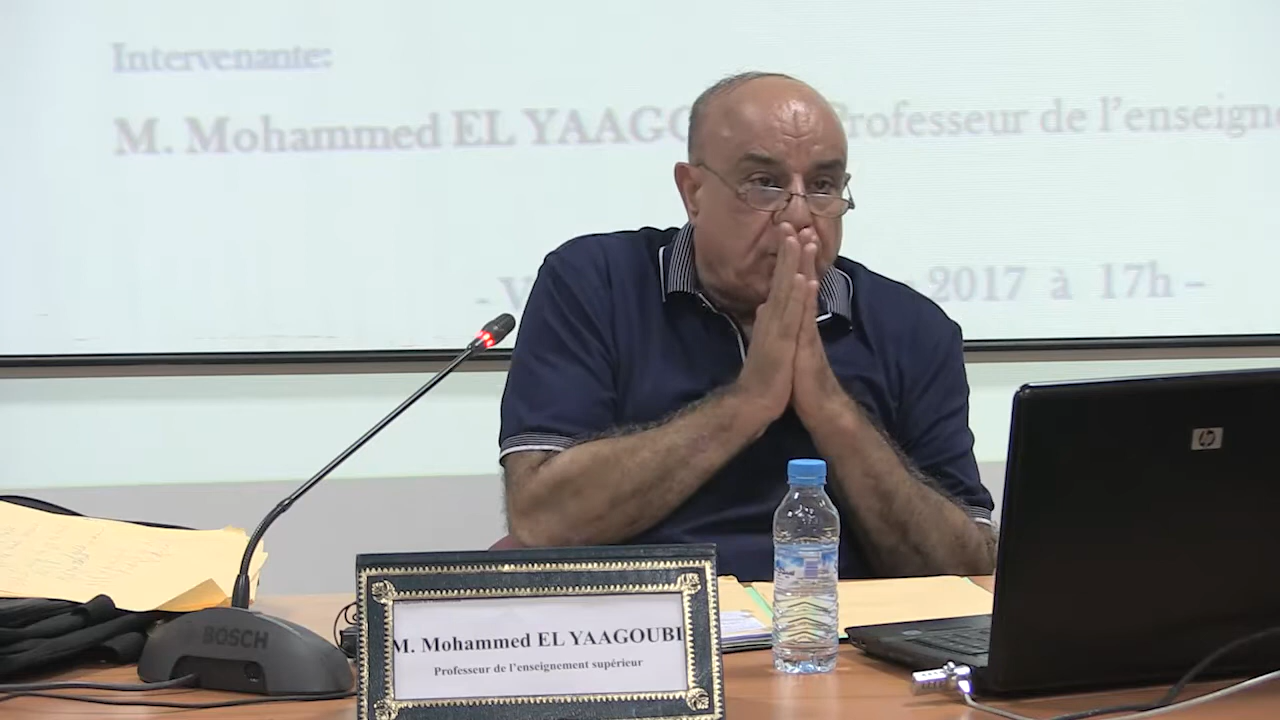 Intervenante:
M. Mohammed EL YAAGO Professeur de l'enseigne
- V 2017 à 17h -
hp
BOSCH
M. Mohammed EL YAAGOUBI
Professeur de l'enseignement supérieur